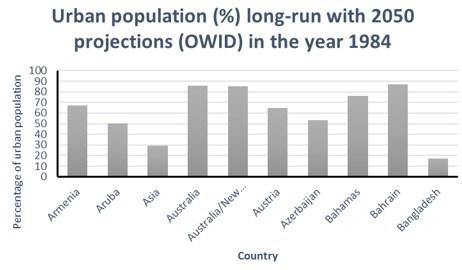 Urban population (%) long-run with 2050
projections (OWID) in the year 1984
Percentage of urban population
100
90
80
70
60
50
40
30
20
10
0
Armenia
Aruba
Asia
Australia
Australia/New...
Austria
Azerbaijan
Bahamas
Bahrain
Bangladesh
Country